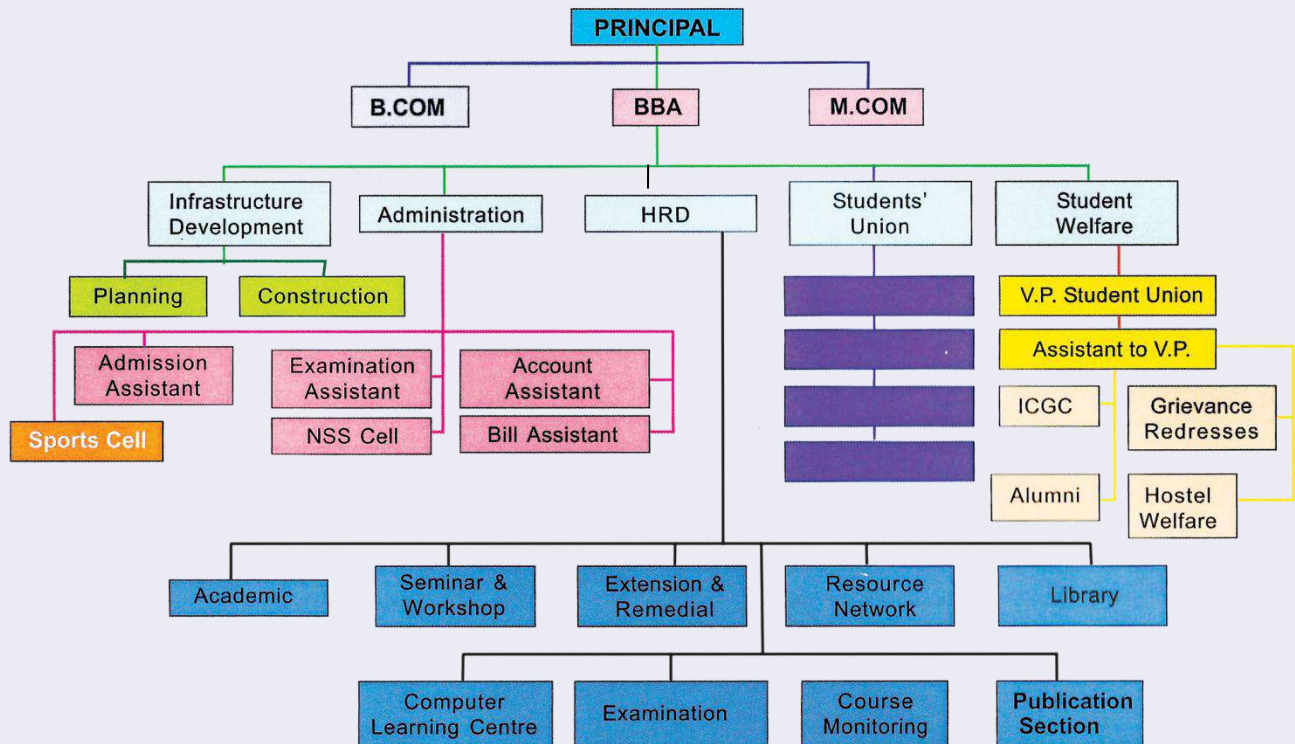 PRINCIPAL
B.COM
BBA
M.COM
Infrastructure
Development
Administration
HRD
Students'
Union
Student
Welfare
Planning
Construction
V.P. Student Union
Assistant to V.P.
Admission
Assistant
Examination
Assistant
Account
Assistant
Sports Cell
NSS Cell
Bill Assistant
ICGC
Grievance
Redresses
Alumni
Hostel
Welfare
Academic
Seminar &
Workshop
Extension &
Remedial
Resource
Network
Library
Computer
Learning Centre
Examination
Course
Monitoring
Publication
Section